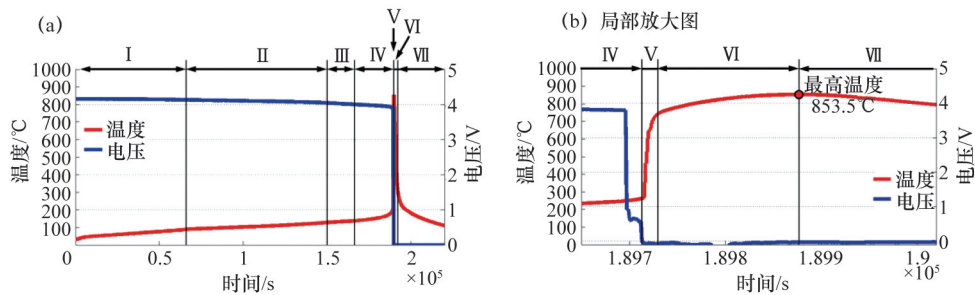 (a)
Ⅴ
Ⅵ
Ⅰ Ⅱ Ⅲ Ⅳ Ⅶ
1000
900
800
700
600
500
400
300
200
100
0
温度/℃
温度
电压
5
4
3
2
1
0
电压/V
0 0.5 1 1.5 2
×10⁵
时间/s
(b) 局部放大图
Ⅳ Ⅴ Ⅵ Ⅶ
1000
900
800
700
600
500
400
300
200
100
0
温度/℃
最高温度
853.5℃
温度
电压
5
4
3
2
1
0
电压/V
1.897 1.898 1.899 1.9
×10⁵
时间/s